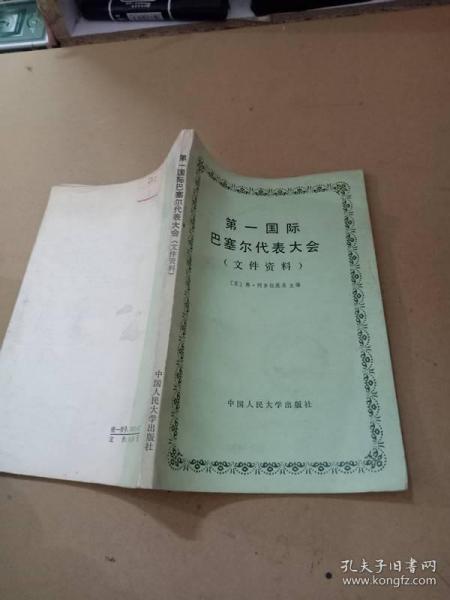 第一国际
巴塞尔代表大会
（文件资料）
中国人民大学出版社
第一国际巴塞尔代表大会（文件资料）
中国人民大学出版社
孔夫子旧书网
www.kongfz.com